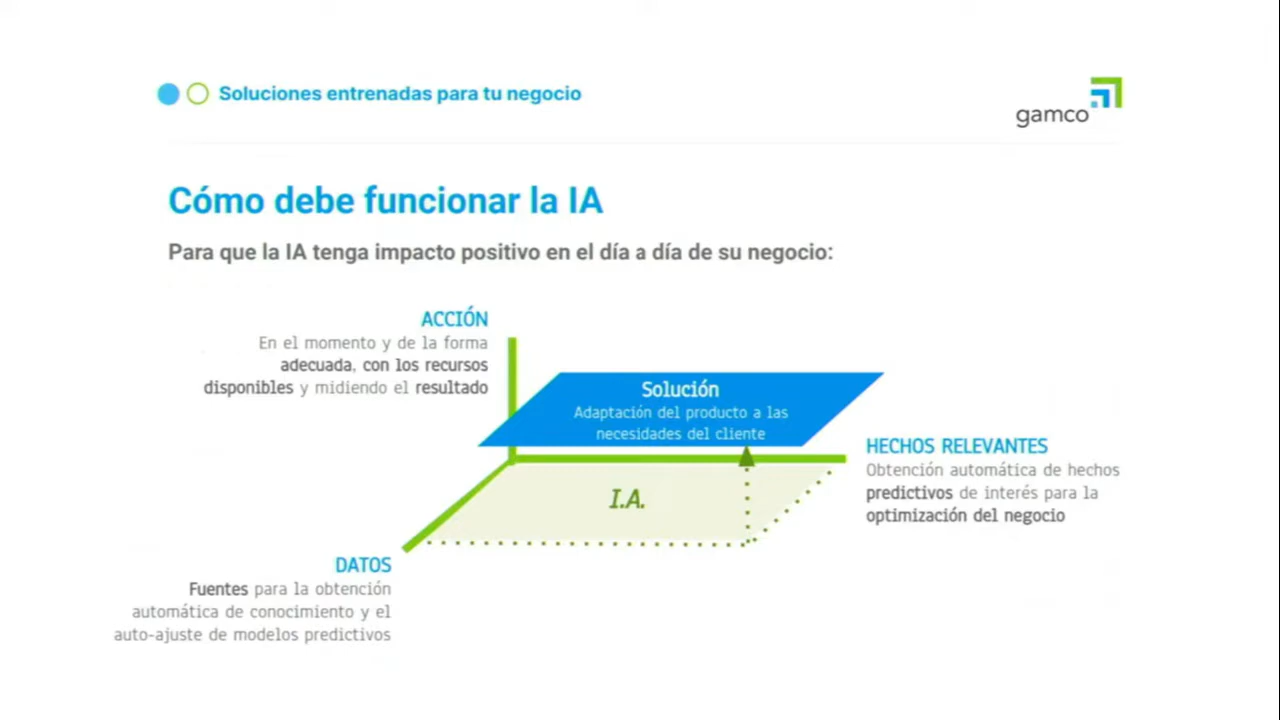 Soluciones entrenadas para tu negocio
gamco
Cómo debe funcionar la IA
Para que la IA tenga impacto positivo en el día a día de su negocio:
ACCIÓN
En el momento y de la forma
adecuada, con los recursos
disponibles y midiendo el resultado
Solución
Adaptación del producto a las
necesidades del cliente
HECHOS RELEVANTES
Obtención automática de hechos
predictivos de interés para la
optimización del negocio
I.A.
DATOS
Fuentes para la obtención
automática de conocimiento y el
auto-ajuste de modelos predictivos